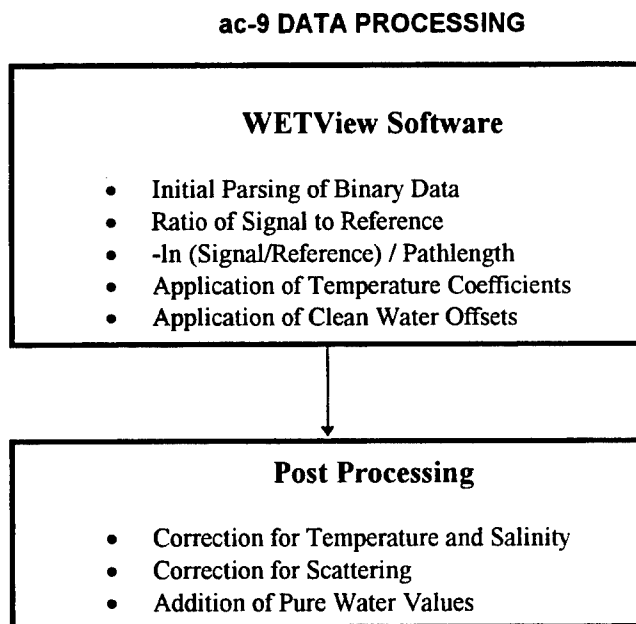 ac-9 DATA PROCESSING
WETView Software
• Initial Parsing of Binary Data
• Ratio of Signal to Reference
• -ln (Signal/Reference) / Pathlength
• Application of Temperature Coefficients
• Application of Clean Water Offsets
Post Processing
• Correction for Temperature and Salinity
• Correction for Scattering
• Addition of Pure Water Values